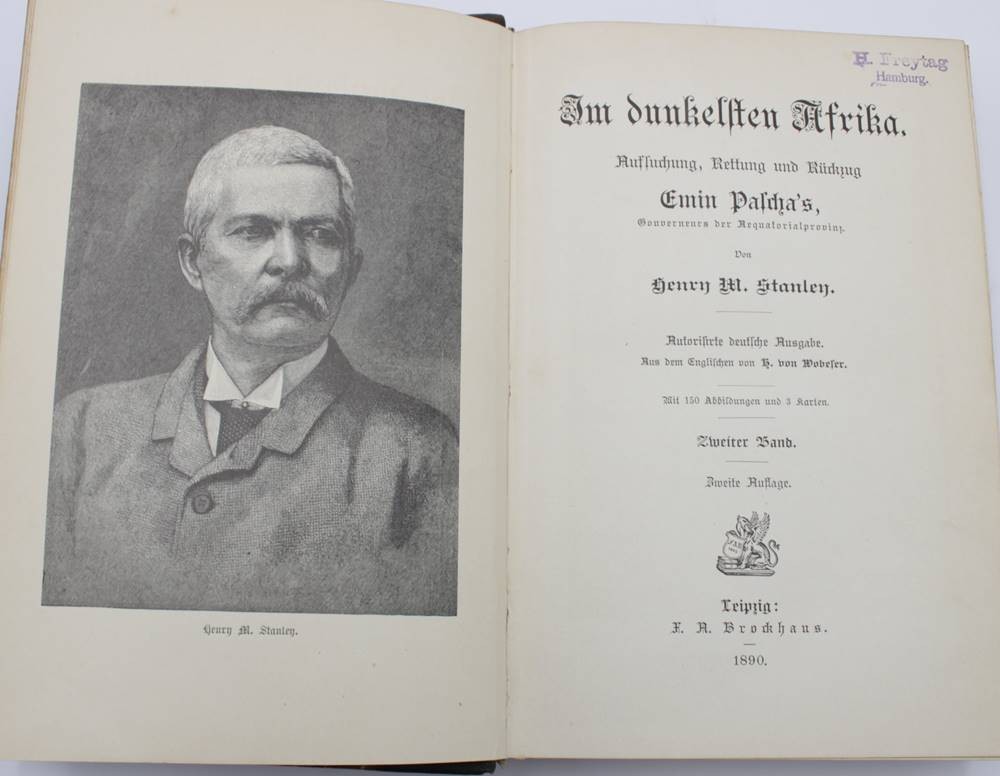 Henry M. Stanley.
H. Freytag
Hamburg.
Im dunkelsten Afrika.
Aufsuchung, Rettung und Rückzug
Emin Pascha's,
Gouverneurs der Aequatorialprovinz.
Von
Henry M. Stanley.
Autorisirte deutsche Ausgabe.
Aus dem Englischen von H. von Wobeser.
Mit 150 Abbildungen und 3 Karten.
Zweiter Band.
Zweite Auflage.
Leipzig:
F. A. Brockhaus.
1890.